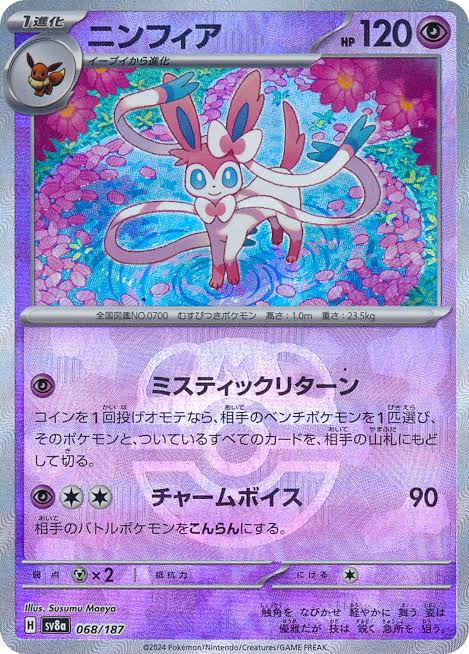 1進化
ニンフィア
HP 120
イーブイから進化
全国図鑑NO.0700 むすびつきポケモン 高さ：1.0m 重さ：23.5kg
ミスティックリターン
コインを1回投げオモテなら、相手のベンチポケモンを1匹選び、
そのポケモンと、ついているすべてのカードを、相手の山札にもど
して切る。
チャームボイス 90
相手のバトルポケモンをこんらんにする。
弱点 ×2 抵抗力 にげる
Illus. Susumu Maeya
H sv8a 068/187
触角を なびかせ 軽やかに 舞う 姿は
優雅だが 技は 鋭く 急所を 狙う。
©2024 Pokémon/Nintendo/Creatures/GAME FREAK.